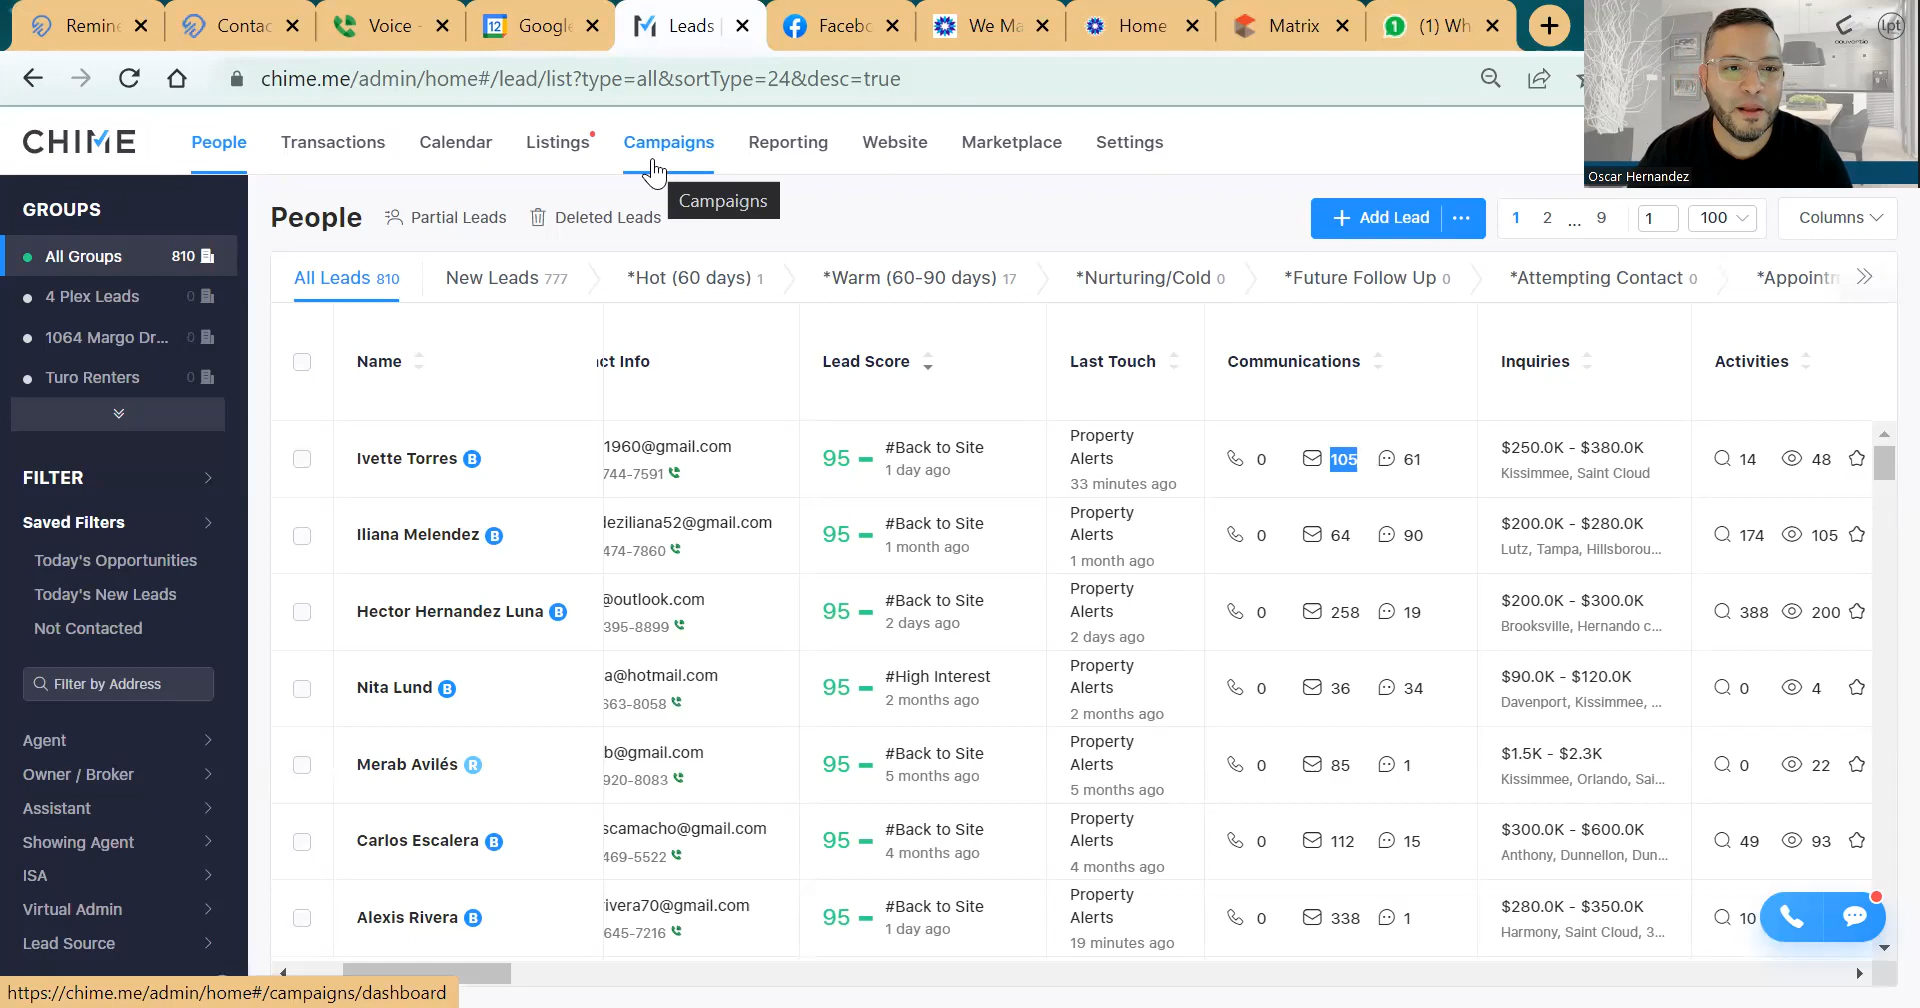 Remine
Contac
Voice -
12
Google
Leads
Facebo
We Ma
Home
Matrix
1
(1) Wh
lpt
chime.me/admin/home#/lead/list?type=all&sortType=24&desc=true
Oscar Hernandez
CHIME
People
Transactions
Calendar
Listings
Campaigns
Reporting
Website
Marketplace
Settings
Campaigns
GROUPS
All Groups 810
4 Plex Leads 0
1064 Margo Dr... 0
Turo Renters 0
FILTER
Saved Filters
Today's Opportunities
Today's New Leads
Not Contacted
Filter by Address
Agent
Owner / Broker
Assistant
Showing Agent
ISA
Virtual Admin
Lead Source
People
Partial Leads
Deleted Leads
+ Add Lead ...
1 2 ... 9
1
100
Columns
All Leads 810
New Leads 777
*Hot (60 days) 1
*Warm (60-90 days) 17
*Nurturing/Cold 0
*Future Follow Up 0
*Attempting Contact 0
*Appointm
Name
ct Info
Lead Score
Last Touch
Communications
Inquiries
Activities
Ivette Torres B
1960@gmail.com
744-7591
95
#Back to Site
1 day ago
Property
Alerts
33 minutes ago
0 105 61
$250.0K - $380.0K
Kissimmee, Saint Cloud
14 48
Iliana Melendez B
leziliana52@gmail.com
474-7860
95
#Back to Site
1 month ago
Property
Alerts
1 month ago
0 64 90
$200.0K - $280.0K
Lutz, Tampa, Hillsborou...
174 105
Hector Hernandez Luna B
@outlook.com
395-8899
95
#Back to Site
2 days ago
Property
Alerts
2 days ago
0 258 19
$200.0K - $300.0K
Brooksville, Hernando c...
388 200
Nita Lund B
a@hotmail.com
663-8058
95
#High Interest
2 months ago
Property
Alerts
2 months ago
0 36 34
$90.0K - $120.0K
Davenport, Kissimmee, ...
0 4
Merab Avilés R
b@gmail.com
920-8083
95
#Back to Site
5 months ago
Property
Alerts
5 months ago
0 85 1
$1.5K - $2.3K
Kissimmee, Orlando, Sai...
0 22
Carlos Escalera B
scamacho@gmail.com
469-5522
95
#Back to Site
4 months ago
Property
Alerts
4 months ago
0 112 15
$300.0K - $600.0K
Anthony, Dunnellon, Dun...
49 93
Alexis Rivera B
ivera70@gmail.com
645-7216
95
#Back to Site
1 day ago
Property
Alerts
19 minutes ago
0 338 1
$280.0K - $350.0K
Harmony, Saint Cloud, 3...
10
https://chime.me/admin/home#/campaigns/dashboard